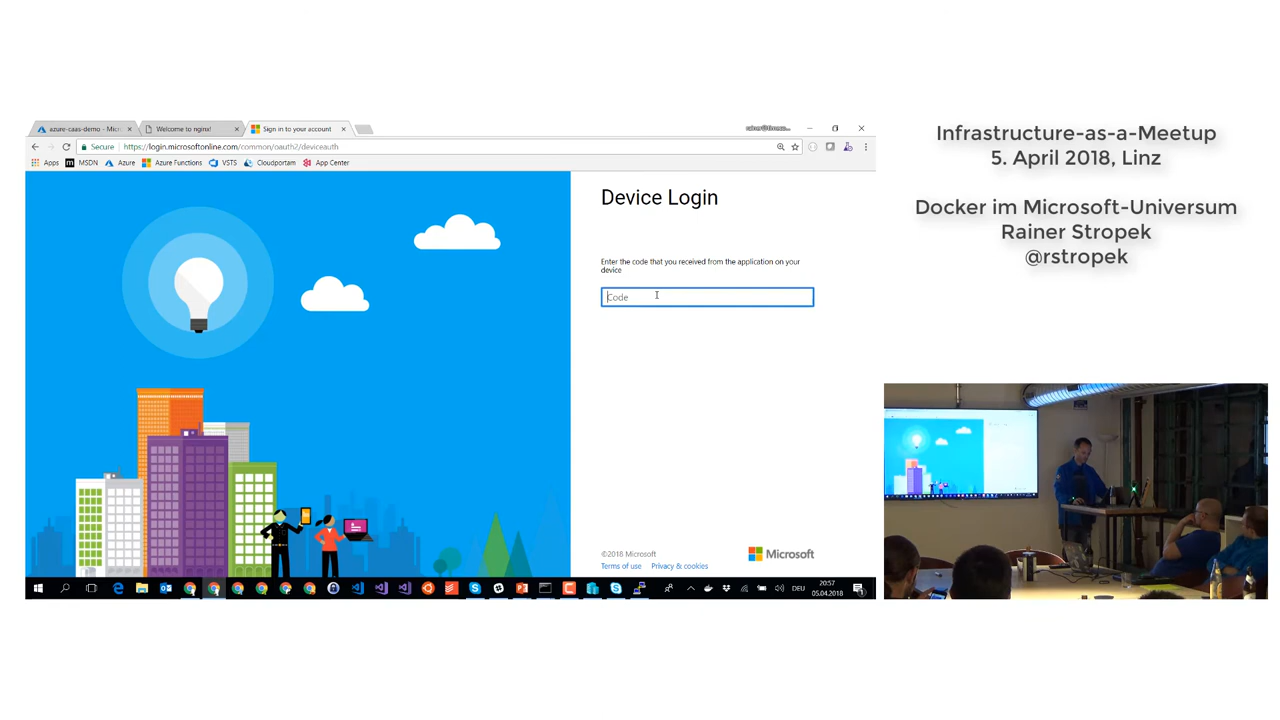 azure-caas-demo - Micr
Welcome to nginx!
Sign in to your account
Secure
https://login.microsoftonline.com/common/oauth2/deviceauth
Apps
MSDN
Azure
Azure Functions
VSTS
Cloudportam
App Center
Device Login
Enter the code that you received from the application on your
device
Code
©2018 Microsoft
Microsoft
Terms of use
Privacy & cookies
DEU
20:57
05.04.2018
Infrastructure-as-a-Meetup
5. April 2018, Linz
Docker im Microsoft-Universum
Rainer Stropek
@rstropek